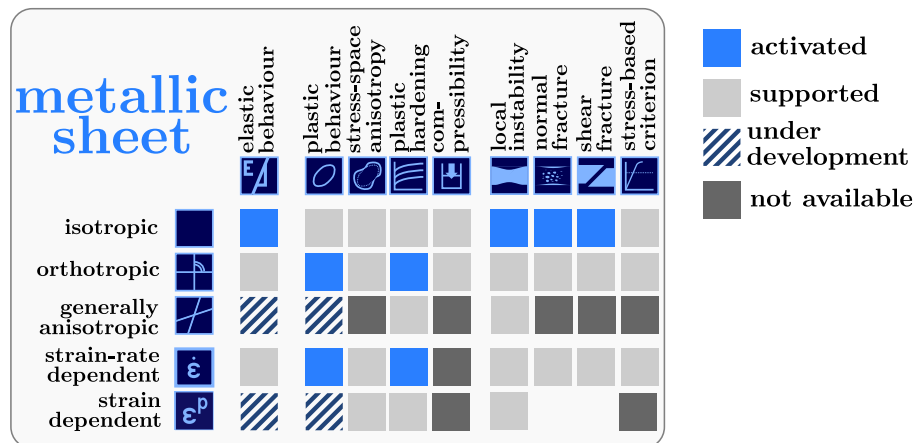 metallic
sheet
elastic
behaviour
plastic
behaviour
stress-space
anisotropy
plastic
hardening
com-
pressibility
local
instability
normal
fracture
shear
fracture
stress-based
criterion
E
isotropic
orthotropic
generally
anisotropic
strain-rate
dependent
ε̇
strain
dependent
εᵖ
activated
supported
under
development
not available